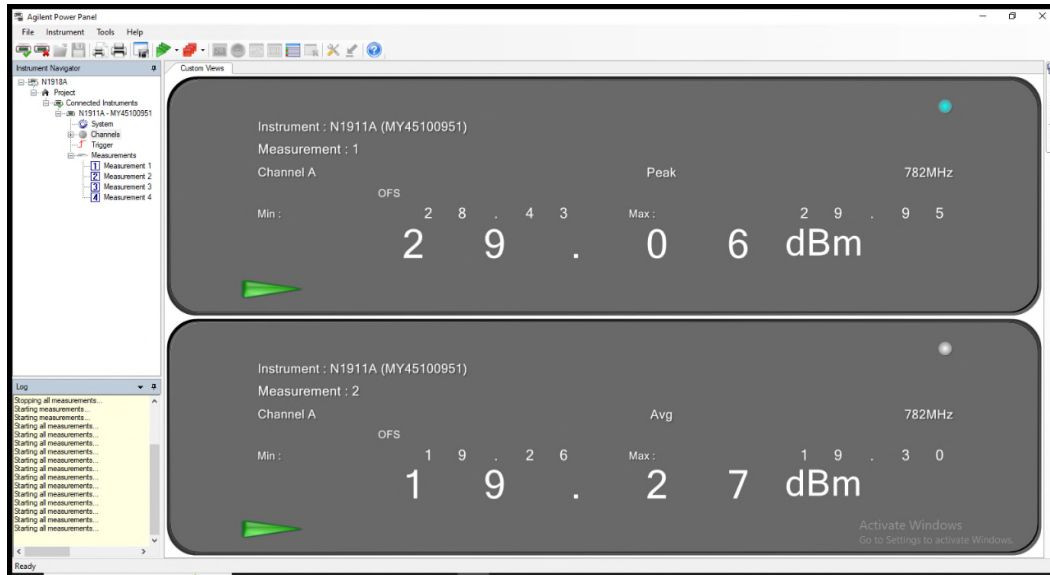 Agilent Power Panel
File Instrument Tools Help
Instrument Navigator
N1918A
Project
Connected Instruments
N1911A - MY45100951
System
Channels
Trigger
Measurements
1 Measurement 1
2 Measurement 2
3 Measurement 3
4 Measurement 4
Log
Stopping all measurements...
Starting measurements...
Starting measurements...
Starting all measurements...
Starting all measurements...
Starting all measurements...
Starting all measurements...
Starting all measurements...
Starting all measurements...
Starting all measurements...
Starting all measurements...
Starting all measurements...
Starting all measurements...
Starting all measurements...
Starting all measurements...
Starting all measurements...
Ready
Custom Views
Instrument : N1911A (MY45100951)
Measurement : 1
Channel A Peak 782MHz
OFS
Min : 28.43 Max : 29.95
29.06 dBm
Instrument : N1911A (MY45100951)
Measurement : 2
Channel A Avg 782MHz
OFS
Min : 19.26 Max : 19.30
19.27 dBm
Activate Windows
Go to Settings to activate Windows.